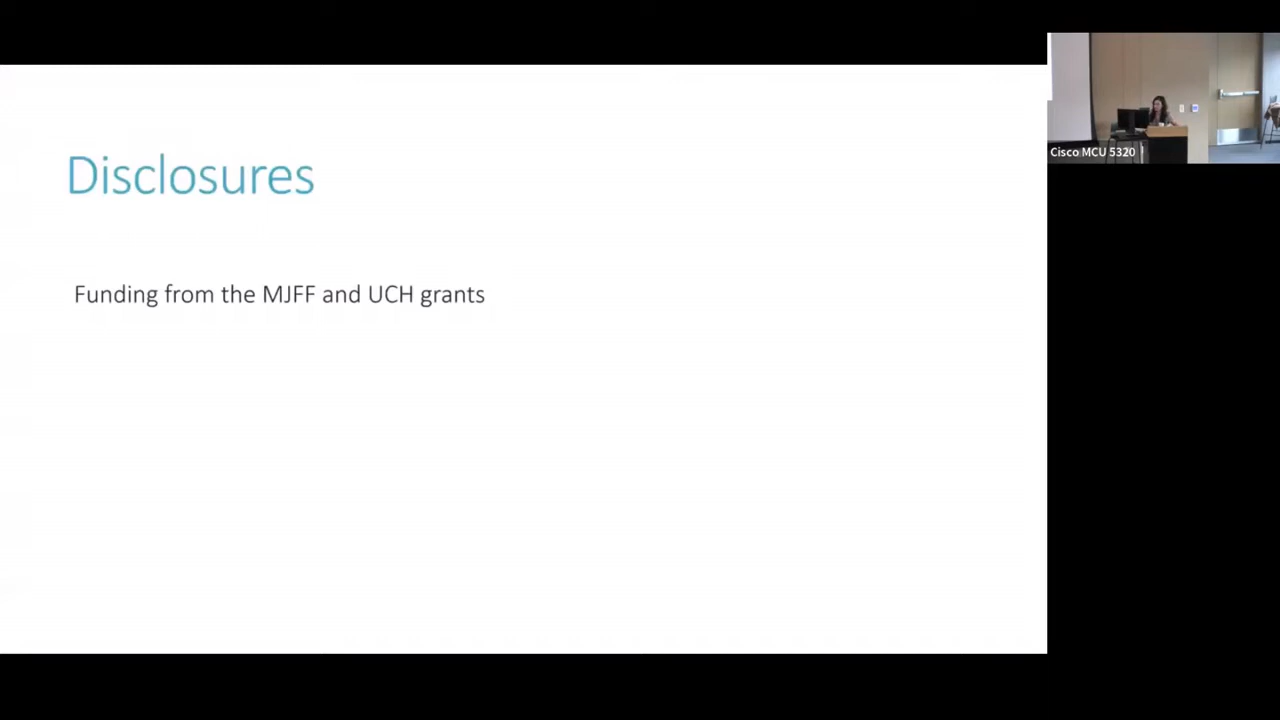 Disclosures
Funding from the MJFF and UCH grants
Cisco MCU 5320